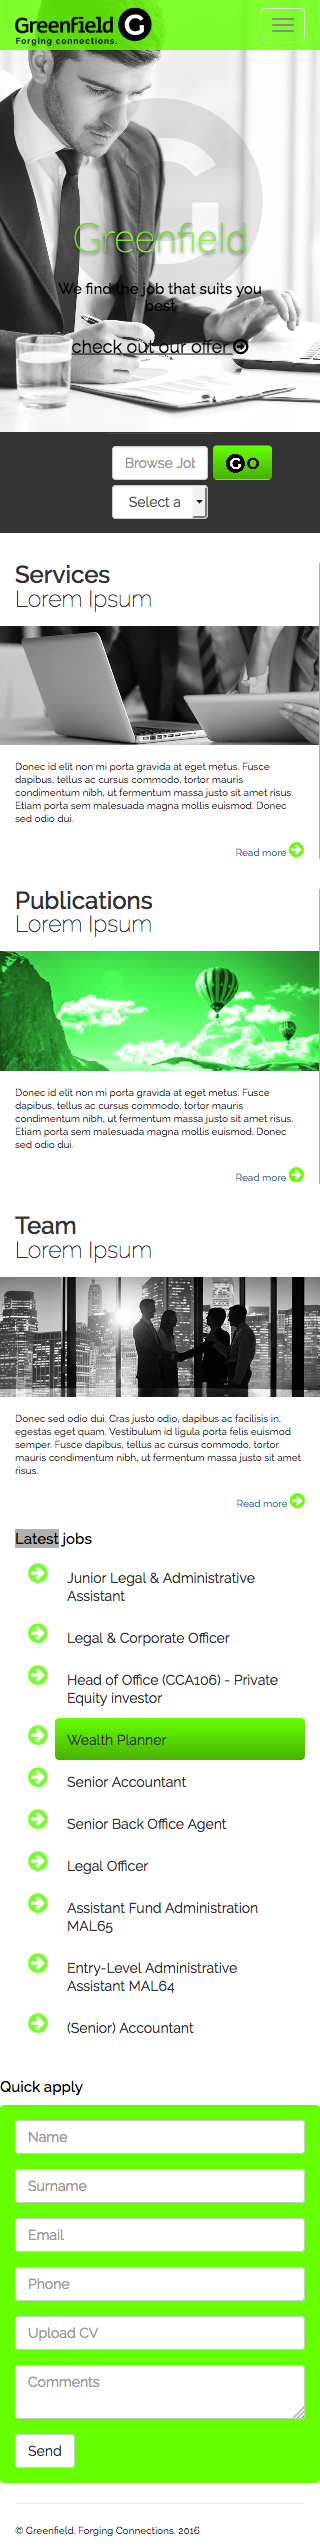 Greenfield G
Forging connections.
Greenfield
We find the job that suits you
best
check out our offer
Browse Jo
GO
Select a
Services
Lorem Ipsum
Donec id elit non mi porta gravida at eget metus. Fusce
dapibus, tellus ac cursus commodo, tortor mauris
condimentum nibh, ut fermentum massa justo sit amet risus.
Etiam porta sem malesuada magna mollis euismod. Donec
sed odio dui.
Read more
Publications
Lorem Ipsum
Donec id elit non mi porta gravida at eget metus. Fusce
dapibus, tellus ac cursus commodo, tortor mauris
condimentum nibh, ut fermentum massa justo sit amet risus.
Etiam porta sem malesuada magna mollis euismod. Donec
sed odio dui.
Read more
Team
Lorem Ipsum
Donec sed odio dui. Cras justo odio, dapibus ac facilisis in,
egestas eget quam. Vestibulum id ligula porta felis euismod
semper. Fusce dapibus, tellus ac cursus commodo, tortor
mauris condimentum nibh, ut fermentum massa justo sit amet
risus.
Read more
Latest jobs
Junior Legal & Administrative
Assistant
Legal & Corporate Officer
Head of Office (CCA106) - Private
Equity investor
Wealth Planner
Senior Accountant
Senior Back Office Agent
Legal Officer
Assistant Fund Administration
MAL65
Entry-Level Administrative
Assistant MAL64
(Senior) Accountant
Quick apply
Name
Surname
Email
Phone
Upload CV
Comments
Send
© Greenfield. Forging Connections. 2016